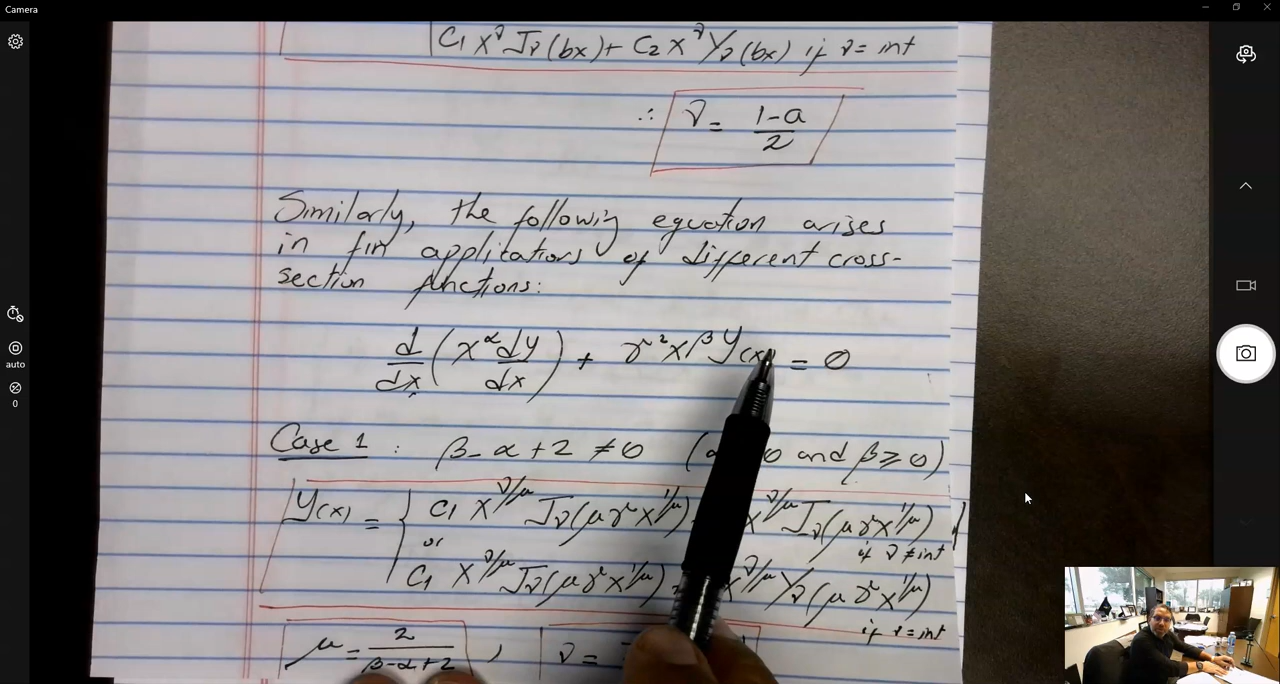 Camera
C1 x^ν Jν(bx) + C2 x^ν Yν(bx) if ν = int
∴ ν = (1-a)/2
Similarly, the following equation arises
in fin applications of different cross-
section functions:
d/dx (x^α dy/dx) + γ² x^β y(x) = 0
Case 1 : β - α + 2 ≠ 0 ( 0 and β ≥ 0)
y(x) = { C1 x^ν/μ Jν(μγx^1/μ) x^ν/μ Jν(μγx^1/μ)
if ν ≠ int
or
C1 x^ν/μ Jν(μγx^1/μ) x^ν/μ Yν(μγx^1/μ)
if ν = int
μ = 2/(β-α+2) , ν =
auto
0